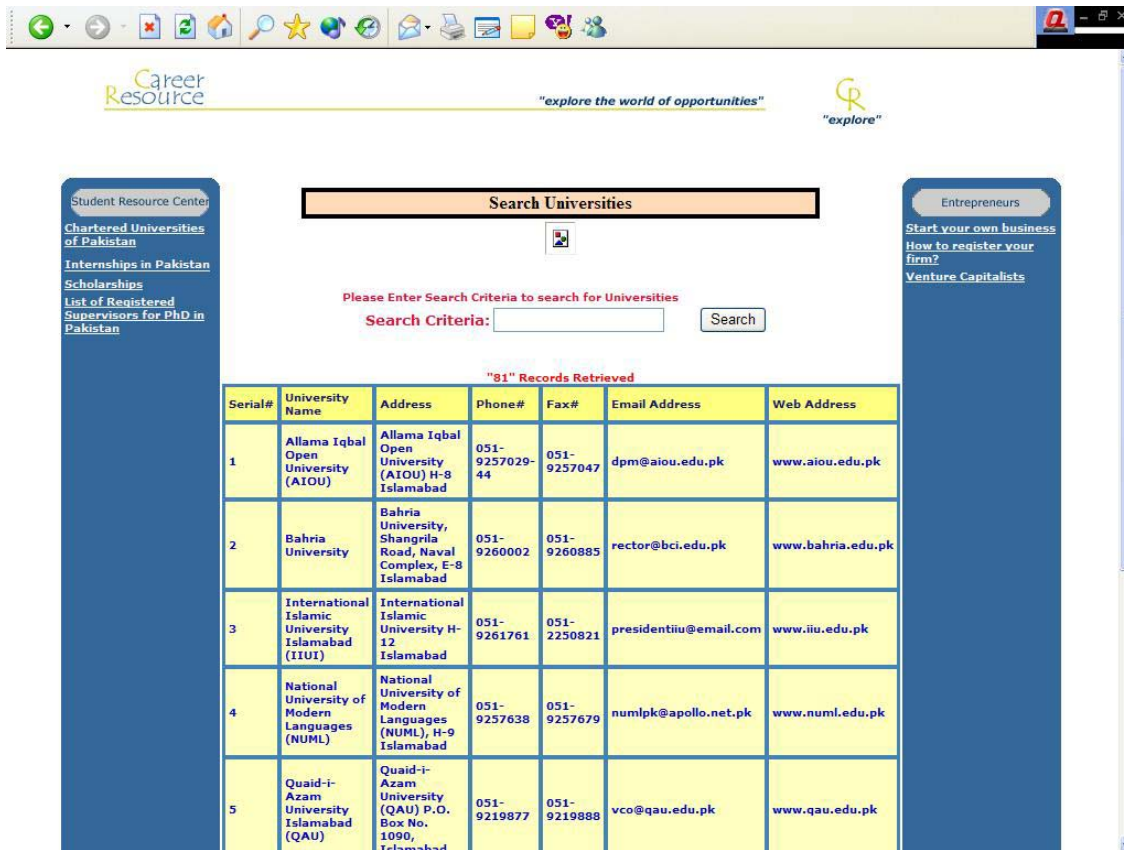 Career
Resource
"explore the world of opportunities"
CR
"explore"
Student Resource Center
Chartered Universities
of Pakistan
Internships in Pakistan
Scholarships
List of Registered
Supervisors for PhD in
Pakistan
Search Universities
Please Enter Search Criteria to search for Universities
Search Criteria:
Search
"81" Records Retrieved
Entrepreneurs
Start your own business
How to register your
firm?
Venture Capitalists
Serial#
University
Name
Address
Phone#
Fax#
Email Address
Web Address
1
Allama Iqbal
Open
University
(AIOU)
Allama Iqbal
Open
University
(AIOU) H-8
Islamabad
051-
9257029-
44
051-
9257047
dpm@aiou.edu.pk
www.aiou.edu.pk
2
Bahria
University
Bahria
University,
Shangrila
Road, Naval
Complex, E-8
Islamabad
051-
9260002
051-
9260885
rector@bci.edu.pk
www.bahria.edu.pk
3
International
Islamic
University
Islamabad
(IIUI)
International
Islamic
University H-
12
Islamabad
051-
9261761
051-
2250821
presidentiiu@email.com
www.iiu.edu.pk
4
National
University of
Modern
Languages
(NUML)
National
University of
Modern
Languages
(NUML), H-9
Islamabad
051-
9257638
051-
9257679
numlpk@apollo.net.pk
www.numl.edu.pk
5
Quaid-i-
Azam
University
Islamabad
(QAU)
Quaid-i-
Azam
University
(QAU) P.O.
Box No.
1090,
Islamabad
051-
9219877
051-
9219888
vco@qau.edu.pk
www.qau.edu.pk